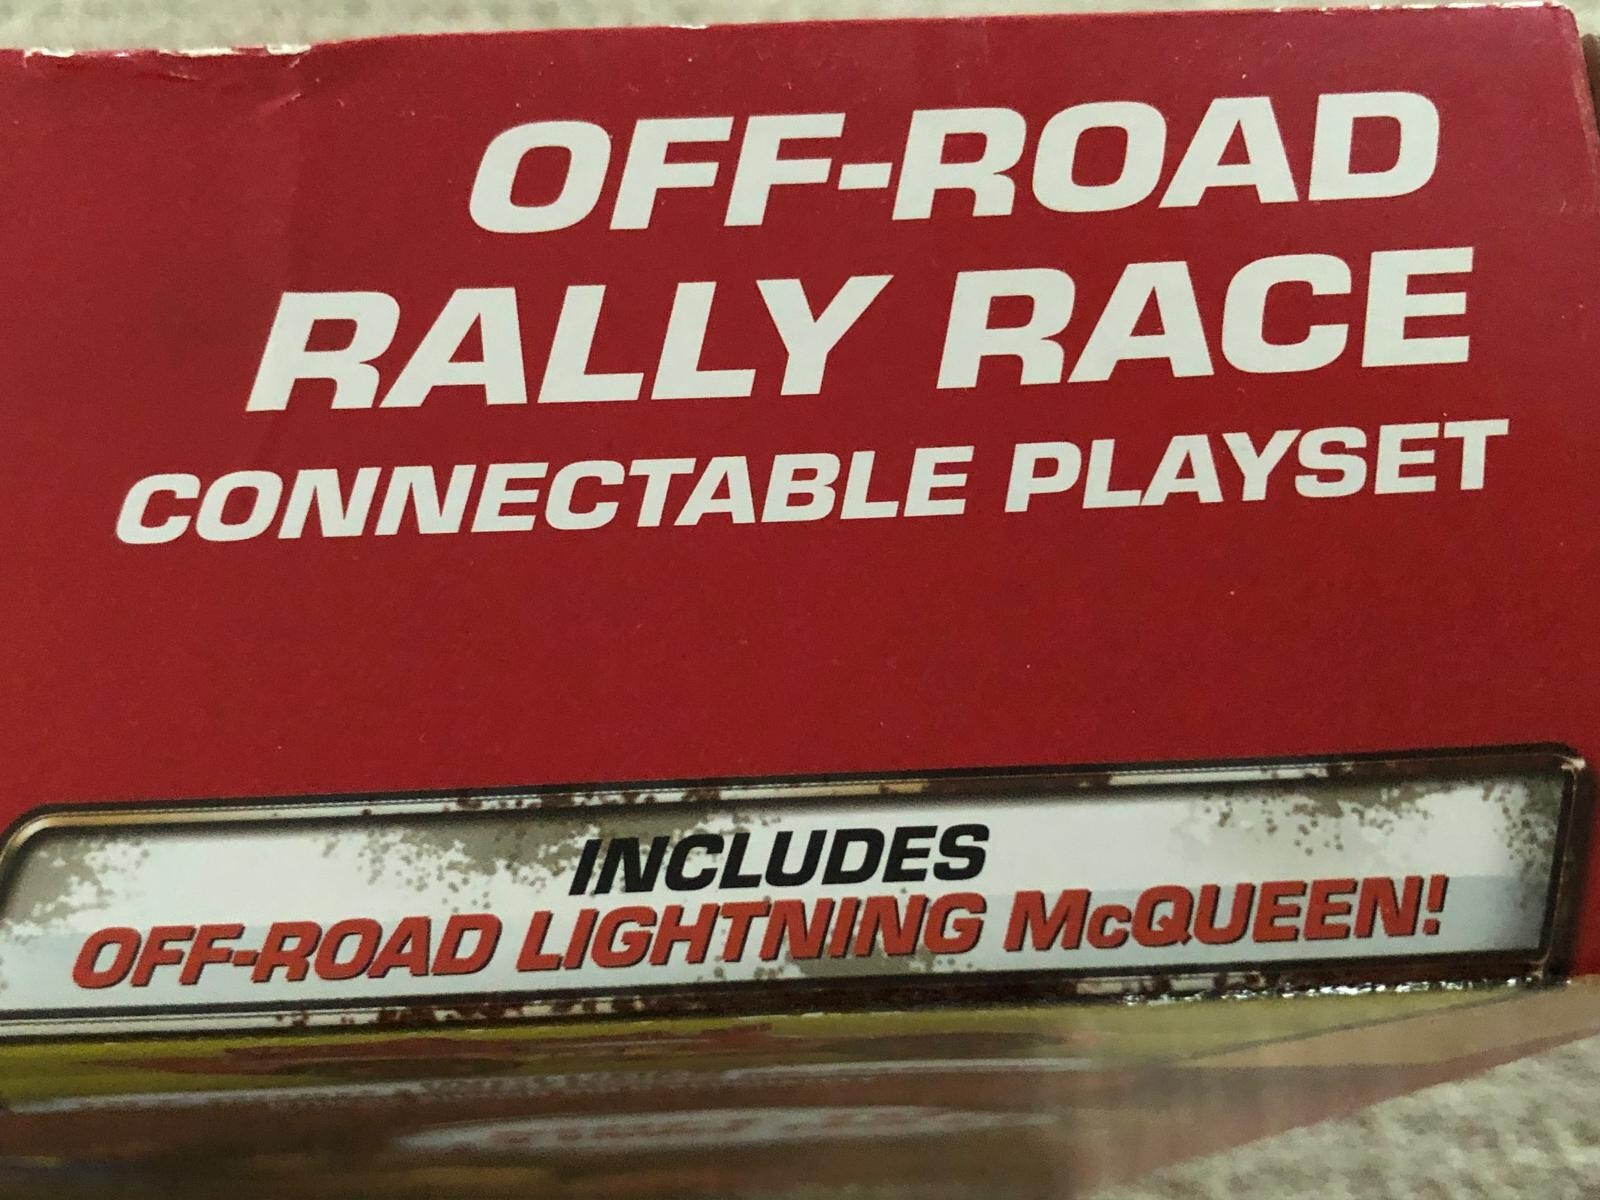 OFF-ROAD
RALLY RACE
CONNECTABLE PLAYSET
INCLUDES
OFF-ROAD LIGHTNING McQUEEN!